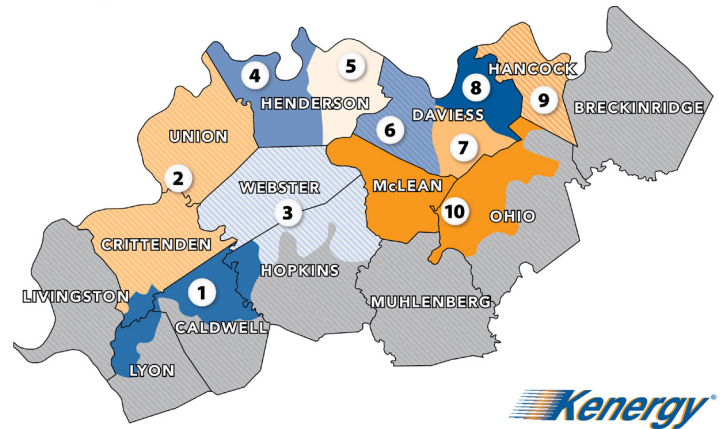 5
4
HANCOCK
8
HENDERSON
9
BRECKINRIDGE
DAVIESS
6
UNION
7
2
McLEAN
WEBSTER
3
10
OHIO
CRITTENDEN
HOPKINS
1
LIVINGSTON
MUHLENBERG
CALDWELL
LYON
Kenergy®